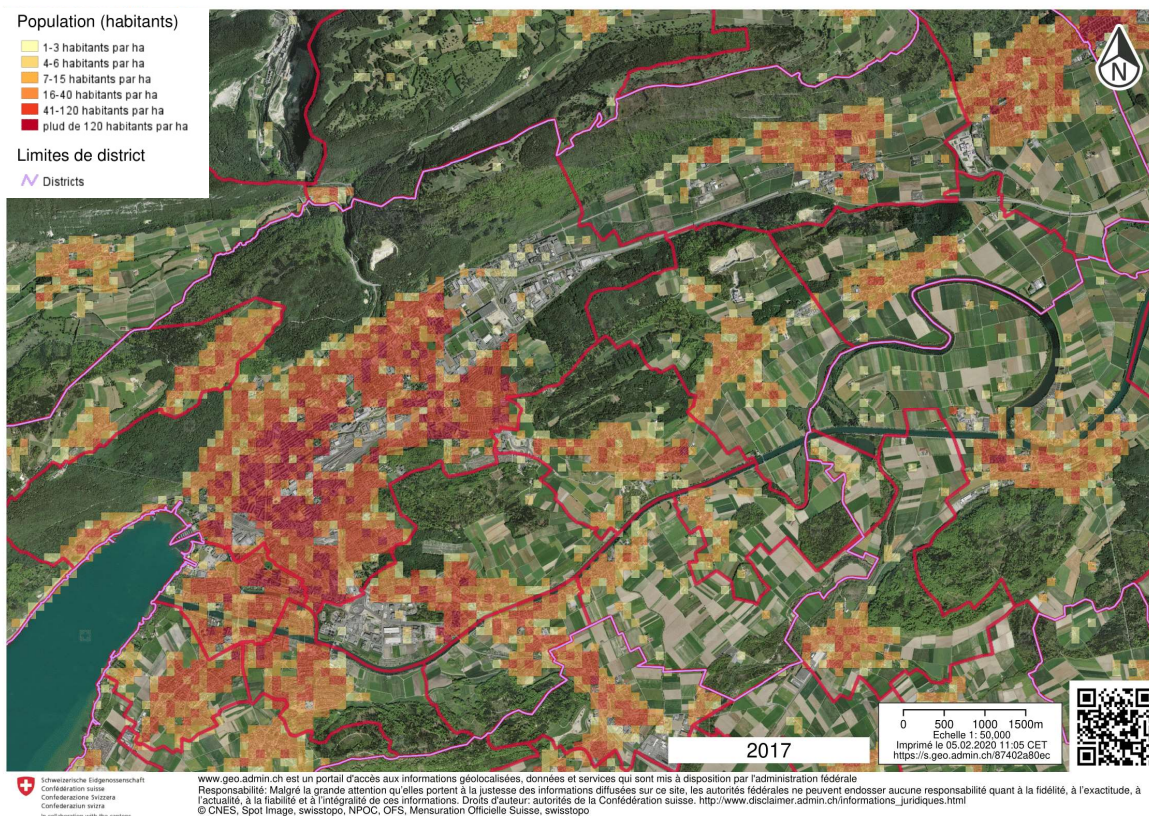 Population (habitants)
1-3 habitants par ha
4-6 habitants par ha
7-15 habitants par ha
16-40 habitants par ha
41-120 habitants par ha
plud de 120 habitants par ha
Limites de district
Districts
N
0 500 1000 1500m
Echelle 1: 50,000
Imprimé le 05.02.2020 11:05 CET
https://s.geo.admin.ch/87402a80ec
2017
Schweizerische Eidgenossenschaft
Confédération suisse
Confederazione Svizzera
Confederaziun svizra
In collaboration with the cantons
www.geo.admin.ch est un portail d'accès aux informations géolocalisées, données et services qui sont mis à disposition par l'administration fédérale
Responsabilité: Malgré la grande attention qu'elles portent à la justesse des informations diffusées sur ce site, les autorités fédérales ne peuvent endosser aucune responsabilité quant à la fidélité, à l'exactitude, à
l'actualité, à la fiabilité et à l'intégralité de ces informations. Droits d'auteur: autorités de la Confédération suisse. http://www.disclaimer.admin.ch/informations_juridiques.html
© CNES, Spot Image, swisstopo, NPOC, OFS, Mensuration Officielle Suisse, swisstopo